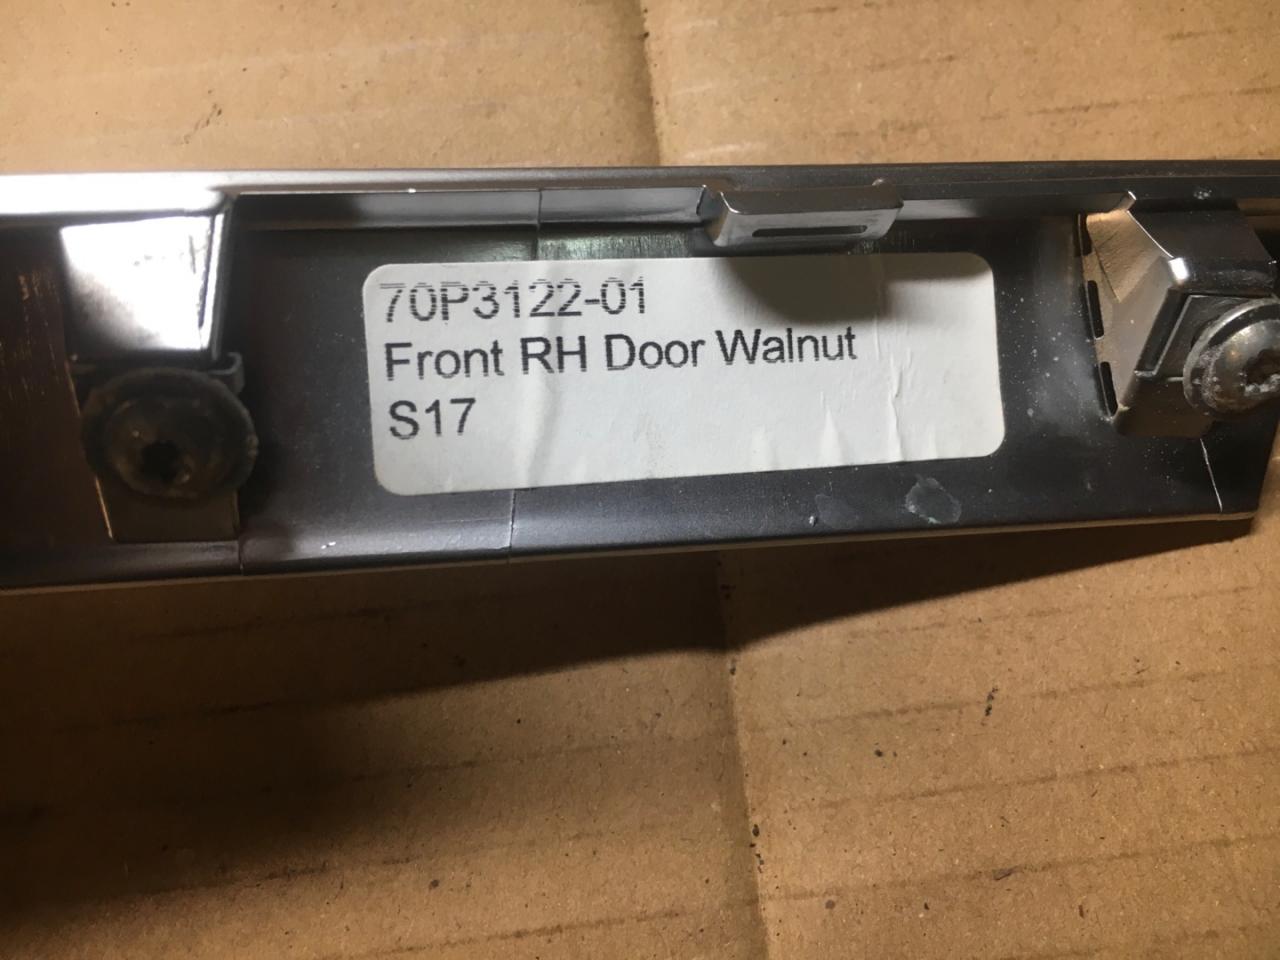 70P3122-01
Front RH Door Walnut
S17